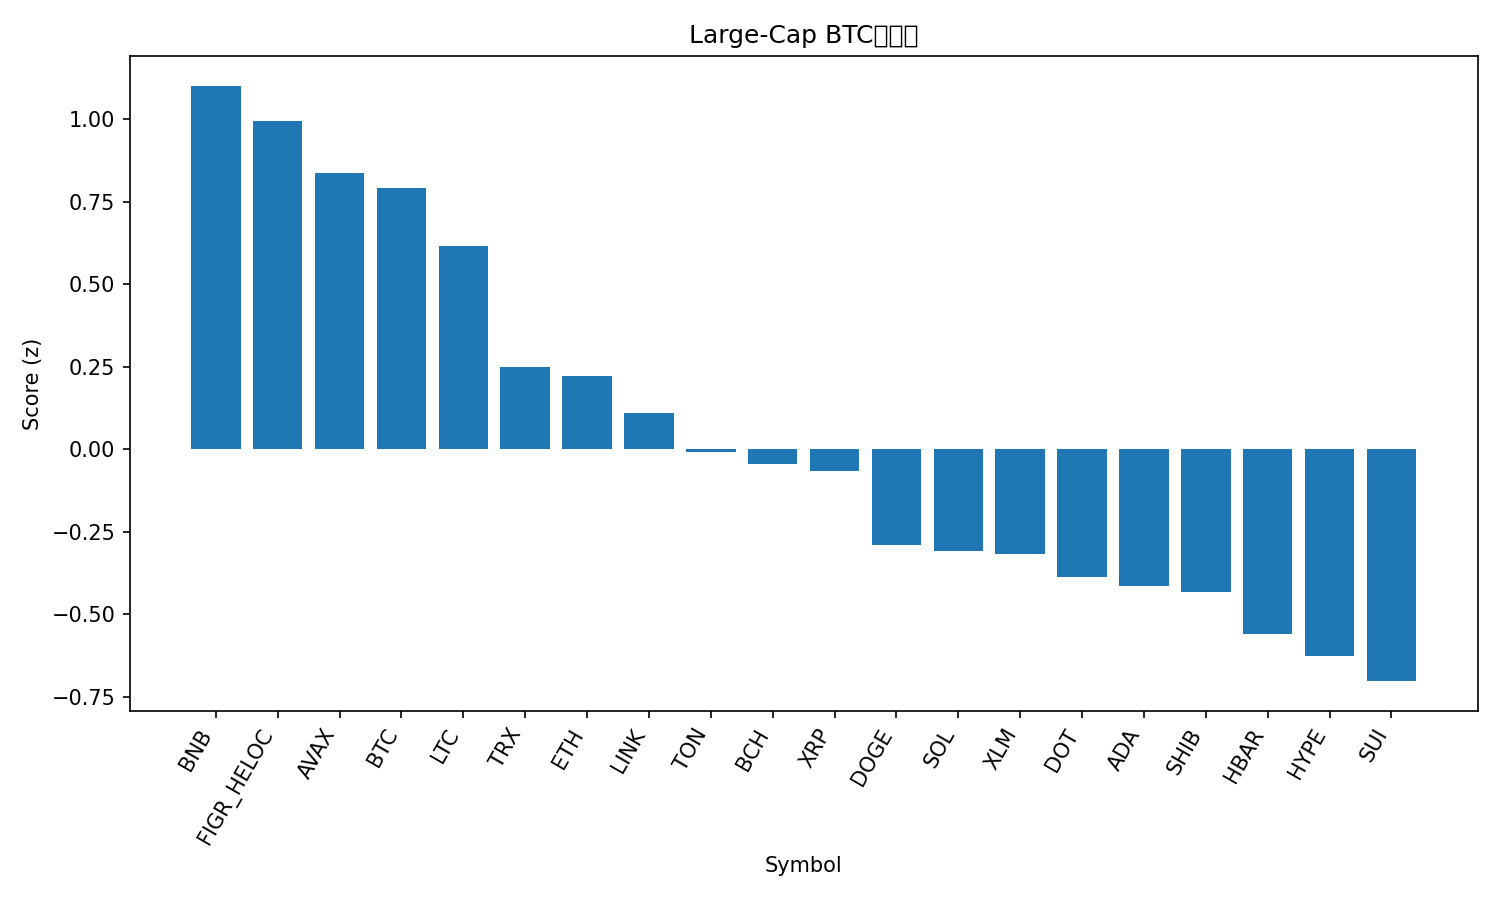 Large-Cap BTC□□□
1.00
0.75
0.50
0.25
0.00
−0.25
−0.50
−0.75
Score (z)
BNB
FIGR_HELOC
AVAX
BTC
LTC
TRX
ETH
LINK
TON
BCH
XRP
DOGE
SOL
XLM
DOT
ADA
SHIB
HBAR
HYPE
SUI
Symbol